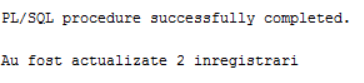 PL/SQL procedure successfully completed.
Au fost actualizate 2 inregistrari